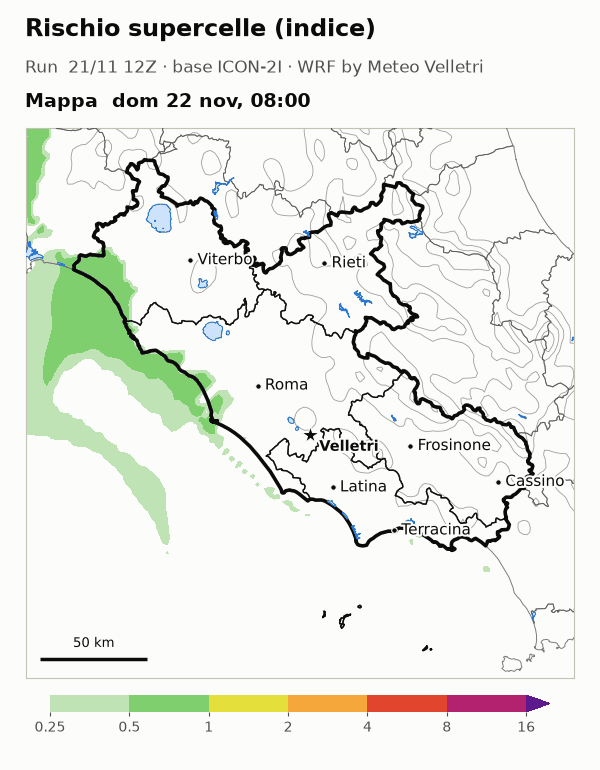 Rischio supercelle (indice)
Run  21/11 12Z · base ICON-2I · WRF by Meteo Velletri
Mappa  dom 22 nov, 08:00
Viterbo
Rieti
Roma
Velletri
Frosinone
Latina
Cassino
Terracina
50 km
0.25 0.5 1 2 4 8 16